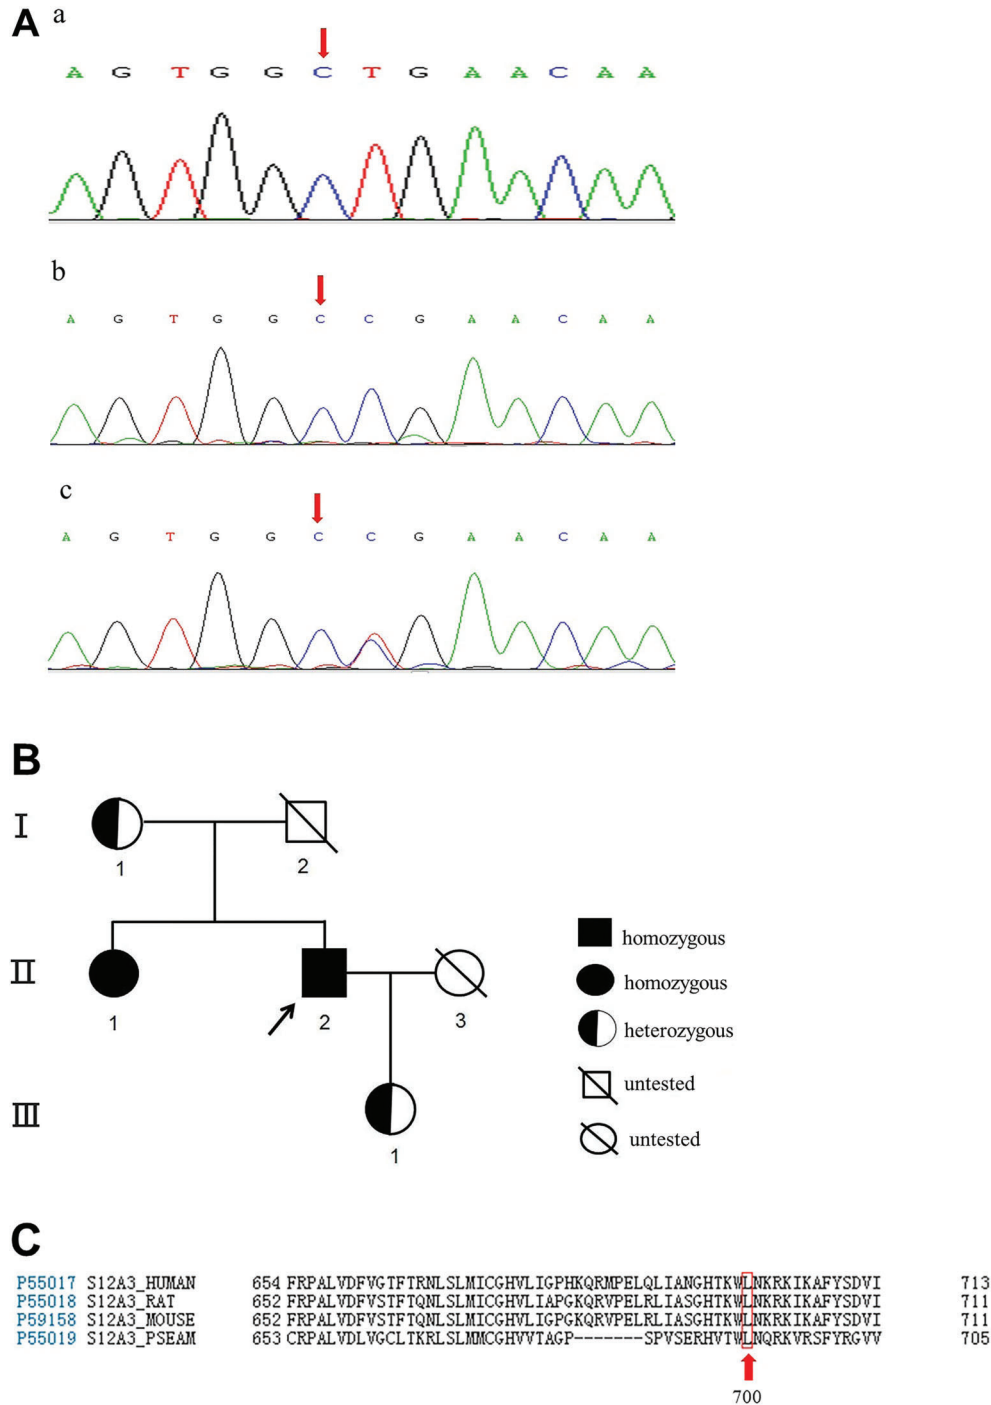 A a
A G T G G C T G A A C A A
b
A G T G G C C G A A C A A
c
A G T G G C C G A A C A A
B
I
1 2
II
1 2 3
III
1
homozygous
homozygous
heterozygous
untested
untested
C
P55017 S12A3_HUMAN 654 FRPALVDFVGTFTRNLSLMICGHVLIGPHKQRMPELQLIANGHTKWLNKRKIKAFYSDVI 713
P55018 S12A3_RAT 652 FRPALVDFVSTFTQNLSLMICGHVLIAPGKQRVPELRLIASGHTKWLNKRKIKAFYSDVI 711
P59158 S12A3_MOUSE 652 FRPALVDFVSTFTQNLSLMICGHVLIGPGKQRVPELRLIASGHTKWLNKRKIKAFYSDVI 711
P55019 S12A3_PSEAM 653 CRPALVDLVGCLTKRLSLMMCGHVVTAGP-------SPVSERHVTWLNQRKVRSFYRGVV 705
700